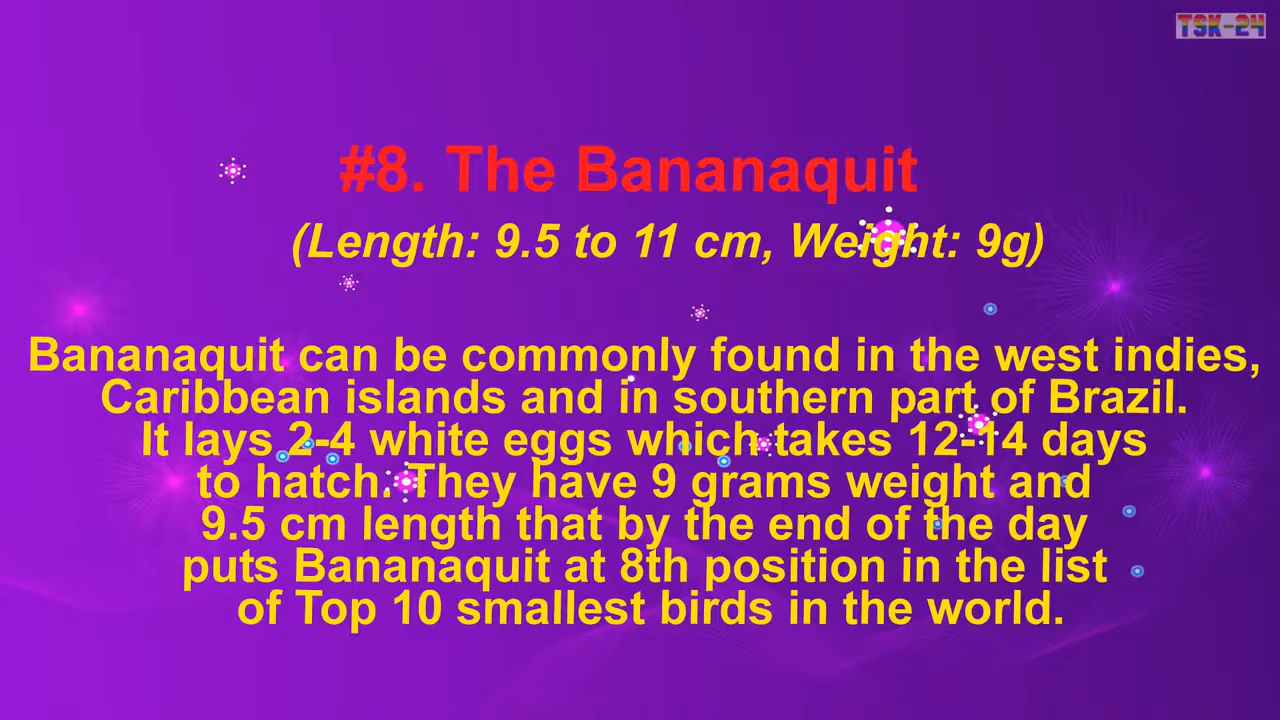 TSK-24
#8. The Bananaquit
(Length: 9.5 to 11 cm, Weight: 9g)
Bananaquit can be commonly found in the west indies,
Caribbean islands and in southern part of Brazil.
It lays 2-4 white eggs which takes 12-14 days
to hatch. They have 9 grams weight and
9.5 cm length that by the end of the day
puts Bananaquit at 8th position in the list
of Top 10 smallest birds in the world.